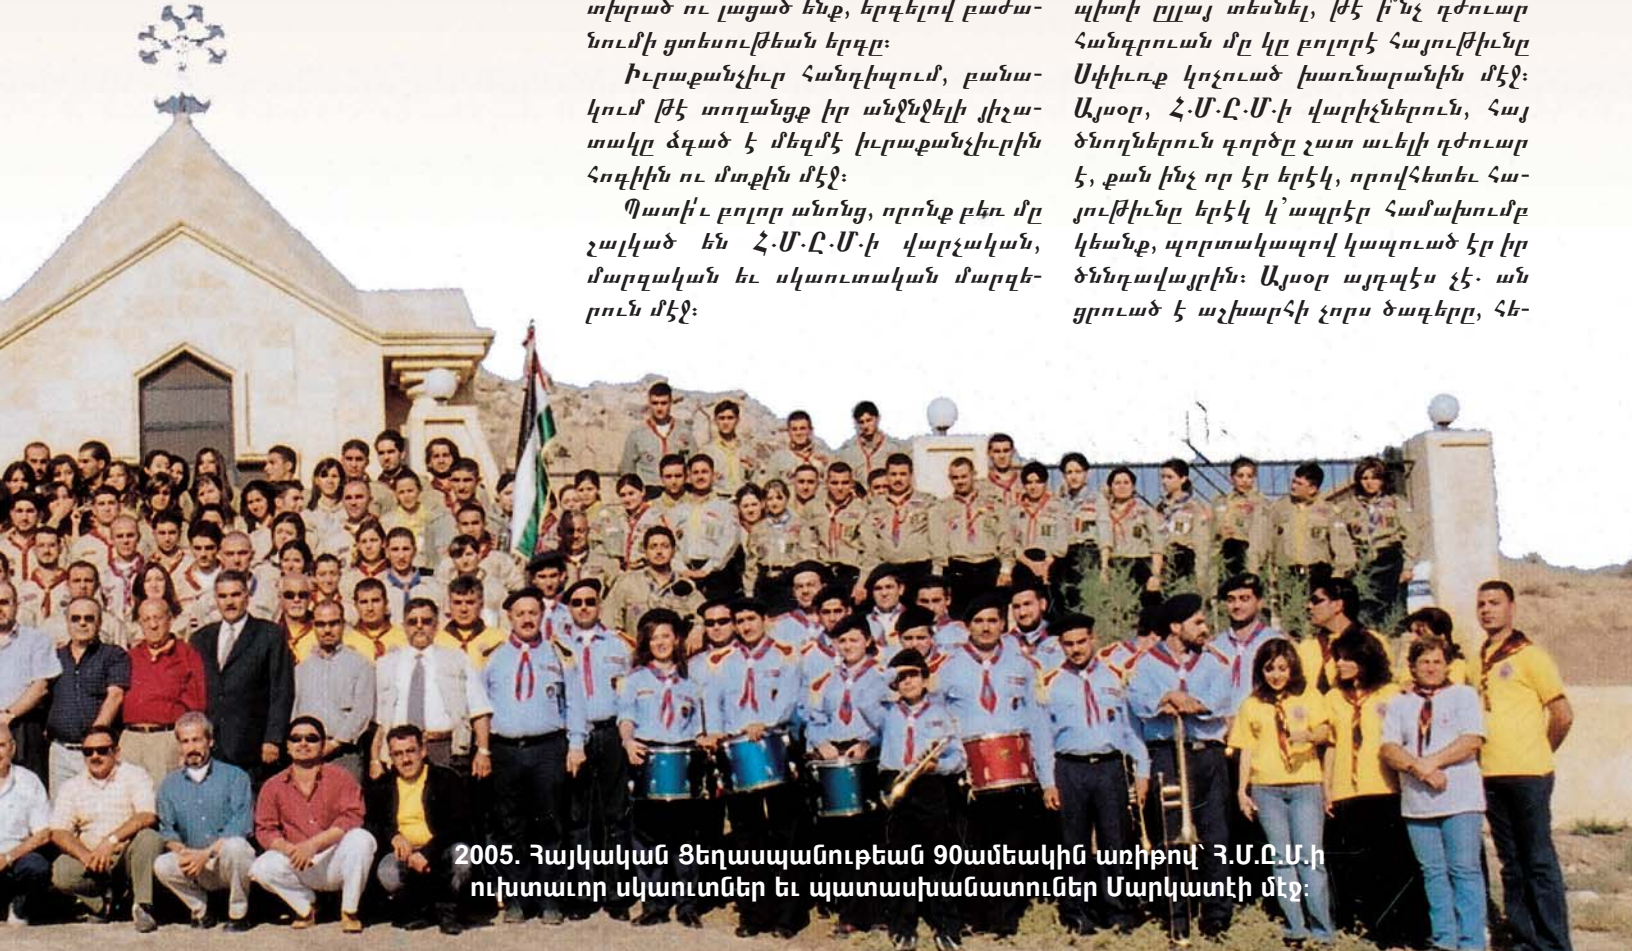 տխրած ու լացած ենք, երգելով բաժա-
նումի ցտեսութեան երգը։
Իւրաքանչիւր հանդիպում, բանա-
կում թէ տողանցք իր անջնջելի յիշա-
տակը ձգած է մեզմէ իւրաքանչիւրին
հոգիին ու մտքին մէջ։
Պատի՛ւ բոլոր անոնց, որոնք բեռ մը
շալկած են Հ.Մ.Ը.Մ.ի վարչական,
մարզական եւ սկաուտական մարզե-
րուն մէջ։
պիտի ըլլայ տեսնել, թէ ի՞նչ դժուար
հանգրուան մը կը բոլորէ հայութիւնը
Սփիւռք կոչուած խառնարանին մէջ։
Այսօր, Հ.Մ.Ը.Մ.ի վարիչներուն, հայ
ծնողներուն գործը շատ աւելի դժուար
է, քան ինչ որ էր երէկ, որովհետեւ հա-
յութիւնը երէկ կ՚ապրէր համախումբ
կեանք, պորտակապով կապուած էր իր
ծննդավայրին։ Այսօր այդպէս չէ. ան
ցրուած է աշխարհի չորս ծագերը, հե-
2005. Հայկական Ցեղասպանութեան 90ամեակին առիթով՝ Հ.Մ.Ը.Մ.ի
ուխտաւոր սկաուտներ եւ պատասխանատուներ Մարկատէի մէջ։